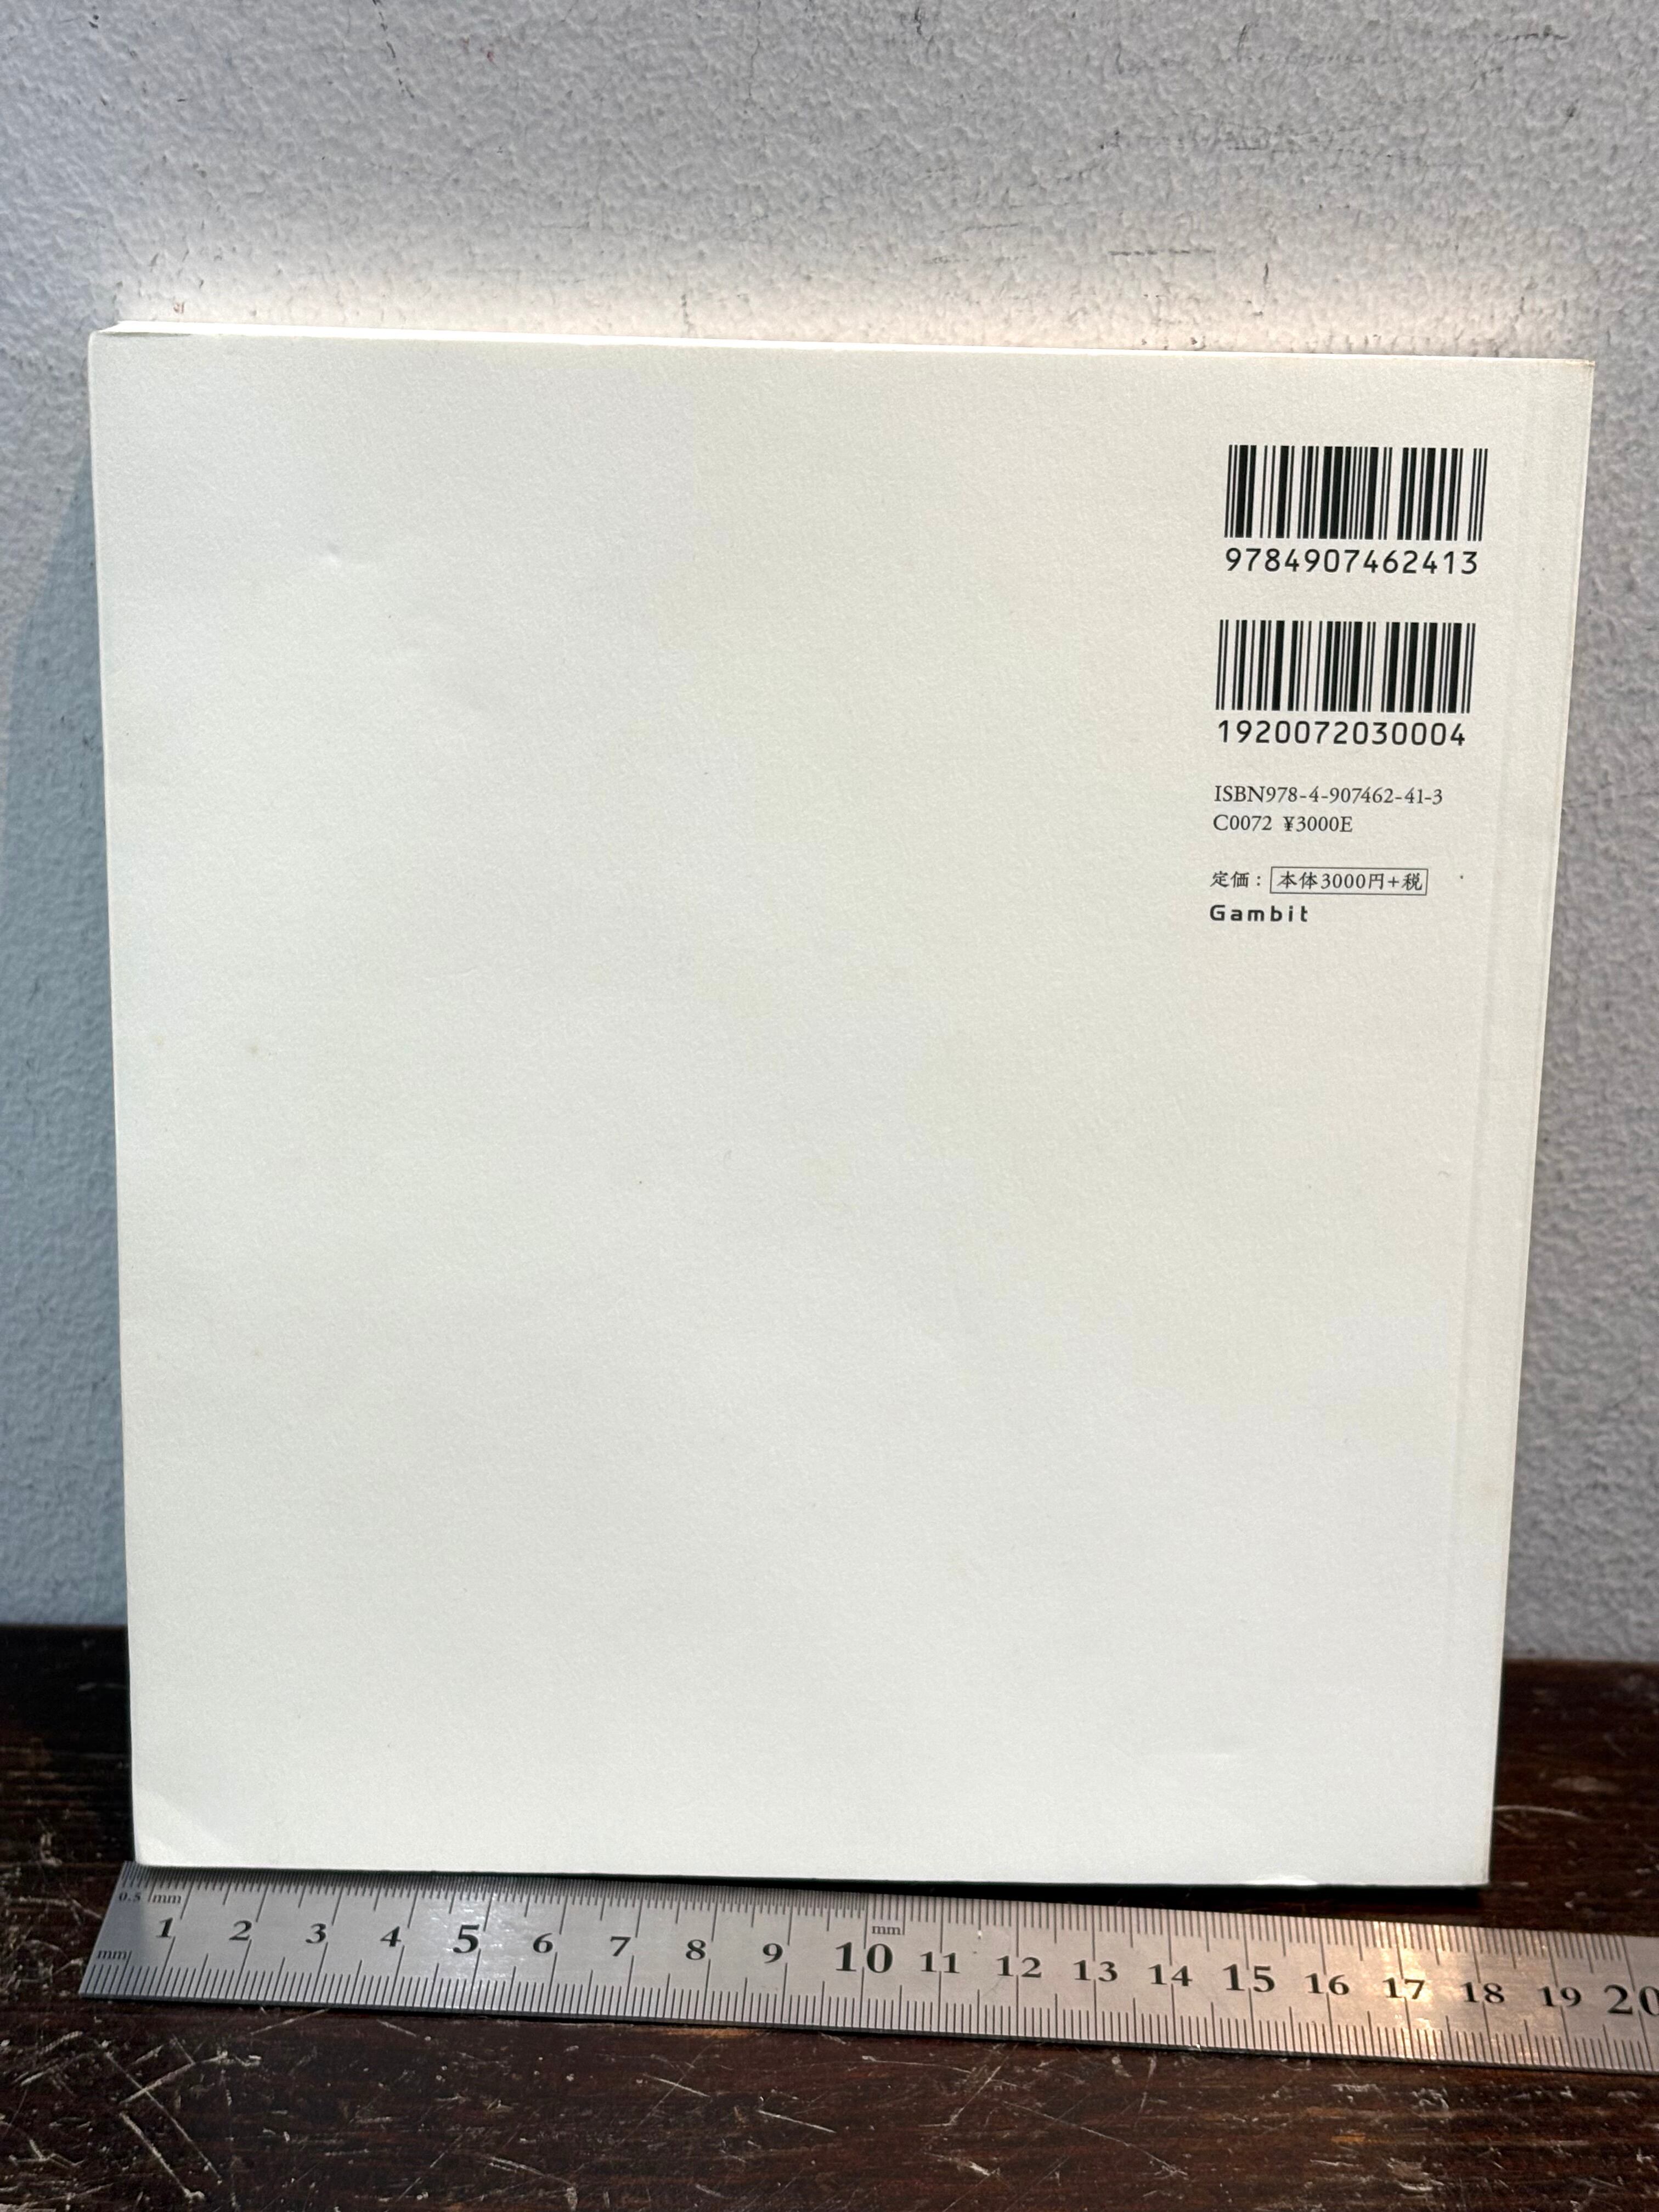 9784907462413
1920072030004
ISBN978-4-907462-41-3
C0072 ¥3000E
定価： 本体3000円+税
Gambit
0.5 mm
mm
1 2 3 4 5 6 7 8 9 10 11 12 13 14 15 16 17 18 19 20
mm